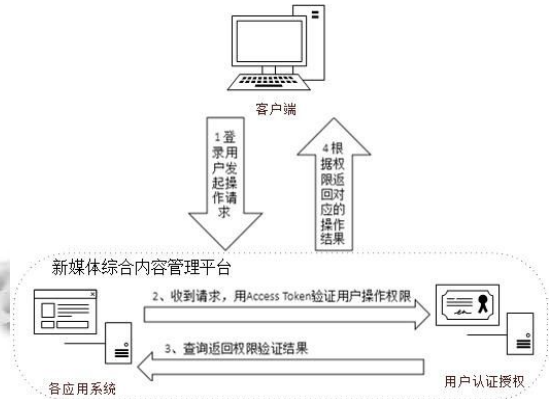 客户端
1登
录用
户发
起操
作请
求
4根
据权
限返
回对
应的
操作
结果
新媒体综合内容管理平台
2、收到请求，用Access Token验证用户操作权限
3、查询返回权限验证结果
各应用系统
用户认证授权